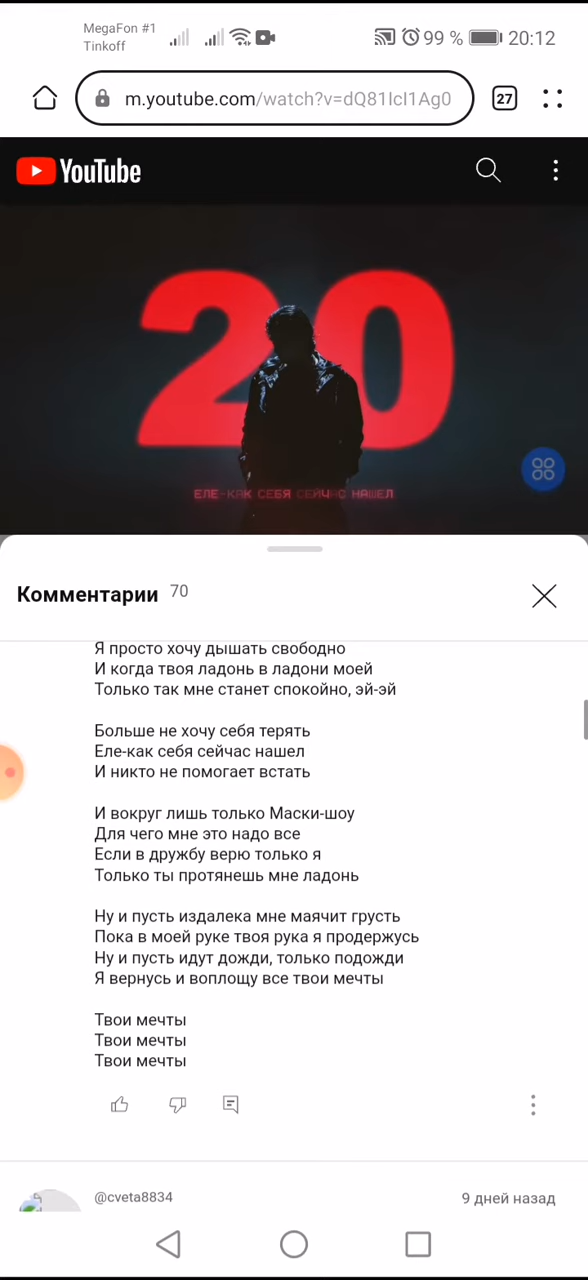 MegaFon #1
Tinkoff
99 %
20:12
m.youtube.com/watch?v=dQ81IcI1Ag0
27
YouTube
20
ЕЛЕ-КАК СЕБЯ СЕЙЧАС НАШЕЛ
Комментарии 70
Я просто хочу дышать свободно
И когда твоя ладонь в ладони моей
Только так мне станет спокойно, эй-эй
Больше не хочу себя терять
Еле-как себя сейчас нашел
И никто не помогает встать
И вокруг лишь только Маски-шоу
Для чего мне это надо все
Если в дружбу верю только я
Только ты протянешь мне ладонь
Ну и пусть издалека мне маячит грусть
Пока в моей руке твоя рука я продержусь
Ну и пусть идут дожди, только подожди
Я вернусь и воплощу все твои мечты
Твои мечты
Твои мечты
Твои мечты
@cveta8834
9 дней назад